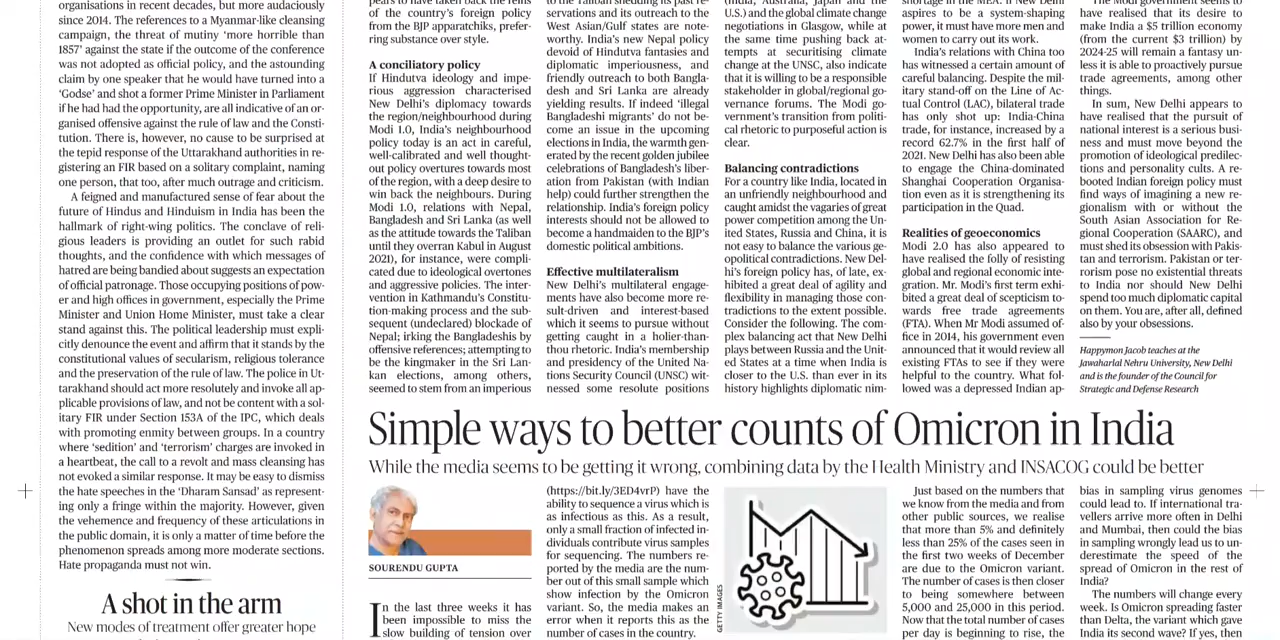 organisations in recent decades, but more audaciously
since 2014. The references to a Myanmar-like cleansing
campaign, the threat of mutiny ‘more horrible than
1857’ against the state if the outcome of the conference
was not adopted as official policy, and the astounding
claim by one speaker that he would have turned into a
‘Godse’ and shot a former Prime Minister in Parliament
if he had had the opportunity, are all indicative of an or-
ganised offensive against the rule of law and the Consti-
tution. There is, however, no cause to be surprised at
the tepid response of the Uttarakhand authorities in re-
gistering an FIR based on a solitary complaint, naming
one person, that too, after much outrage and criticism.
A feigned and manufactured sense of fear about the
future of Hindus and Hinduism in India has been the
hallmark of right-wing politics. The conclave of reli-
gious leaders is providing an outlet for such rabid
thoughts, and the confidence with which messages of
hatred are being bandied about suggests an expectation
of official patronage. Those occupying positions of pow-
er and high offices in government, especially the Prime
Minister and Union Home Minister, must take a clear
stand against this. The political leadership must expli-
citly denounce the event and affirm that it stands by the
constitutional values of secularism, religious tolerance
and the preservation of the rule of law. The police in Ut-
tarakhand should act more resolutely and invoke all ap-
plicable provisions of law, and not be content with a sol-
itary FIR under Section 153A of the IPC, which deals
with promoting enmity between groups. In a country
where ‘sedition’ and ‘terrorism’ charges are invoked in
a heartbeat, the call to a revolt and mass cleansing has
not evoked a similar response. It may be easy to dismiss
the hate speeches in the ‘Dharam Sansad’ as represent-
ing only a fringe within the majority. However, given
the vehemence and frequency of these articulations in
the public domain, it is only a matter of time before the
phenomenon spreads among more moderate sections.
Hate propaganda must not win.
A shot in the arm
New modes of treatment offer greater hope
pears to have taken back the reins
of the country’s foreign policy
from the BJP apparatchiks, prefer-
ring substance over style.
A conciliatory policy
If Hindutva ideology and impe-
rious aggression characterised
New Delhi’s diplomacy towards
the region/neighbourhood during
Modi 1.0, India’s neighbourhood
policy today is an act in careful,
well-calibrated and well thought-
out policy overtures towards most
of the region, with a deep desire to
win back the neighbours. During
Modi 1.0, relations with Nepal,
Bangladesh and Sri Lanka (as well
as the attitude towards the Taliban
until they overran Kabul in August
2021), for instance, were compli-
cated due to ideological overtones
and aggressive policies. The inter-
vention in Kathmandu’s Constitu-
tion-making process and the sub-
sequent (undeclared) blockade of
Nepal; irking the Bangladeshis by
offensive references; attempting to
be the kingmaker in the Sri Lan-
kan elections, among others,
seemed to stem from an imperious
to the Taliban shedding its past re-
servations and its outreach to the
West Asian/Gulf states are note-
worthy. India’s new Nepal policy
devoid of Hindutva fantasies and
diplomatic imperiousness, and
friendly outreach to both Bangla-
desh and Sri Lanka are already
yielding results. If indeed ‘illegal
Bangladeshi migrants’ do not be-
come an issue in the upcoming
elections in India, the warmth gen-
erated by the recent golden jubilee
celebrations of Bangladesh’s liber-
ation from Pakistan (with Indian
help) could further strengthen the
relationship. India’s foreign policy
interests should not be allowed to
become a handmaiden to the BJP’s
domestic political ambitions.
Effective multilateralism
New Delhi’s multilateral engage-
ments have also become more re-
sult-driven and interest-based
which it seems to pursue without
getting caught in a holier-than-
thou rhetoric. India’s membership
and presidency of the United Na-
tions Security Council (UNSC) wit-
nessed some resolute positions
(India, Australia, Japan and the
U.S.) and the global climate change
negotiations in Glasgow, while at
the same time pushing back at-
tempts at securitising climate
change at the UNSC, also indicate
that it is willing to be a responsible
stakeholder in global/regional go-
vernance forums. The Modi go-
vernment’s transition from politi-
cal rhetoric to purposeful action is
clear.
Balancing contradictions
For a country like India, located in
an unfriendly neighbourhood and
caught amidst the vagaries of great
power competition among the Un-
ited States, Russia and China, it is
not easy to balance the various ge-
opolitical contradictions. New Del-
hi’s foreign policy has, of late, ex-
hibited a great deal of agility and
flexibility in managing those con-
tradictions to the extent possible.
Consider the following. The com-
plex balancing act that New Delhi
plays between Russia and the Unit-
ed States at a time when India is
closer to the U.S. than ever in its
history highlights diplomatic nim-
shortage in the MEA. If New Delhi
aspires to be a system-shaping
power, it must have more men and
women to carry out its work.
India’s relations with China too
has witnessed a certain amount of
careful balancing. Despite the mil-
itary stand-off on the Line of Ac-
tual Control (LAC), bilateral trade
has only shot up: India-China
trade, for instance, increased by a
record 62.7% in the first half of
2021. New Delhi has also been able
to engage the China-dominated
Shanghai Cooperation Organisa-
tion even as it is strengthening its
participation in the Quad.
Realities of geoeconomics
Modi 2.0 has also appeared to
have realised the folly of resisting
global and regional economic inte-
gration. Mr. Modi’s first term exhi-
bited a great deal of scepticism to-
wards free trade agreements
(FTA). When Mr Modi assumed of-
fice in 2014, his government even
announced that it would review all
existing FTAs to see if they were
helpful to the country. What fol-
lowed was a depressed Indian ap-
The Modi government seems to
have realised that its desire to
make India a $5 trillion economy
(from the current $3 trillion) by
2024-25 will remain a fantasy un-
less it is able to proactively pursue
trade agreements, among other
things.
In sum, New Delhi appears to
have realised that the pursuit of
national interest is a serious busi-
ness and must move beyond the
promotion of ideological predilec-
tions and personality cults. A re-
booted Indian foreign policy must
find ways of imagining a new re-
gionalism with or without the
South Asian Association for Re-
gional Cooperation (SAARC), and
must shed its obsession with Pakis-
tan and terrorism. Pakistan or ter-
rorism pose no existential threats
to India nor should New Delhi
spend too much diplomatic capital
on them. You are, after all, defined
also by your obsessions.
Happymon Jacob teaches at the
Jawaharlal Nehru University, New Delhi
and is the founder of the Council for
Strategic and Defense Research
Simple ways to better counts of Omicron in India
While the media seems to be getting it wrong, combining data by the Health Ministry and INSACOG could be better
SOURENDU GUPTA
In the last three weeks it has
been impossible to miss the
slow building of tension over
(https://bit.ly/3ED4vrP) have the
ability to sequence a virus which is
as infectious as this. As a result,
only a small fraction of infected in-
dividuals contribute virus samples
for sequencing. The numbers re-
ported by the media are the num-
ber out of this small sample which
show infection by the Omicron
variant. So, the media makes an
error when it reports this as the
number of cases in the country.
GETTY IMAGES
Just based on the numbers that
we know from the media and from
other public sources, we realise
that more than 5% and definitely
less than 25% of the cases seen in
the first two weeks of December
are due to the Omicron variant.
The number of cases is then closer
to being somewhere between
5,000 and 25,000 in this period.
Now that the total number of cases
per day is beginning to rise, the
bias in sampling virus genomes
could lead to. If international tra-
vellers arrive more often in Delhi
and Mumbai, then could the bias
in sampling wrongly lead us to un-
derestimate the speed of the
spread of Omicron in the rest of
India?
The numbers will change every
week. Is Omicron spreading faster
than Delta, the variant which gave
India its second wave? If yes, then